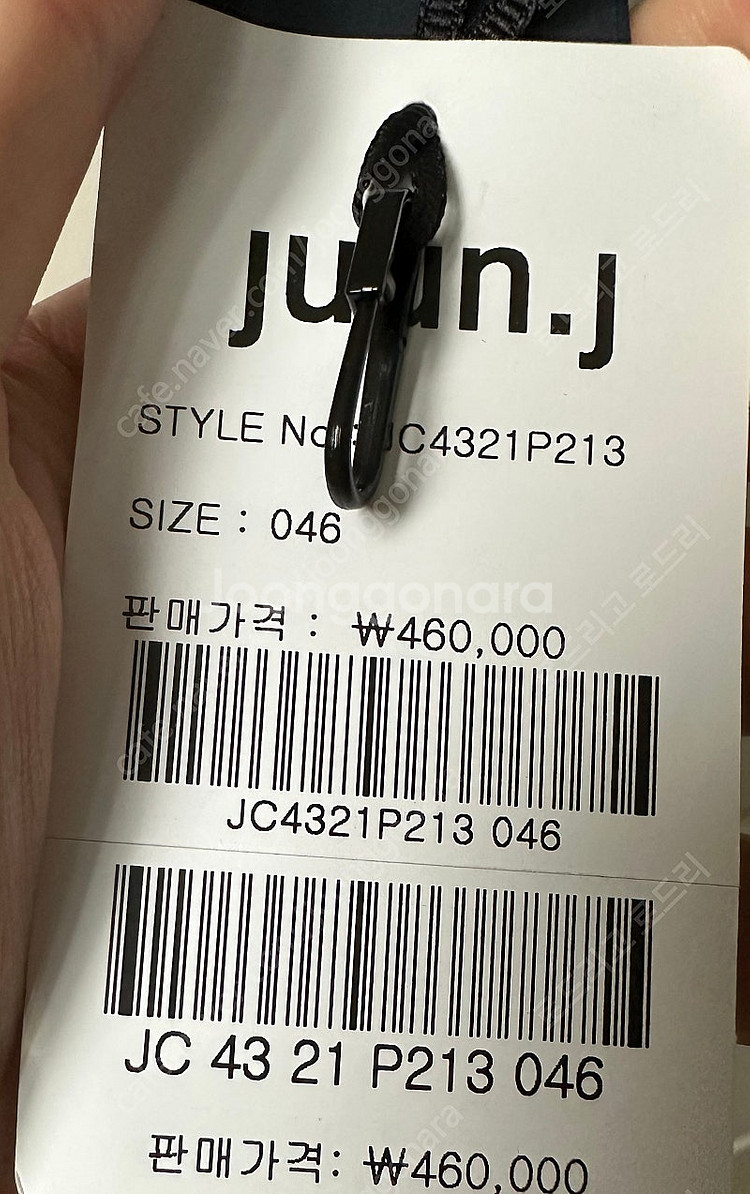 juun.j
STYLE No : JC4321P213
SIZE : 046
판매가격 : ₩460,000
JC4321P213 046
JC 43 21 P213 046
판매가격: ₩460,000
joonggonara